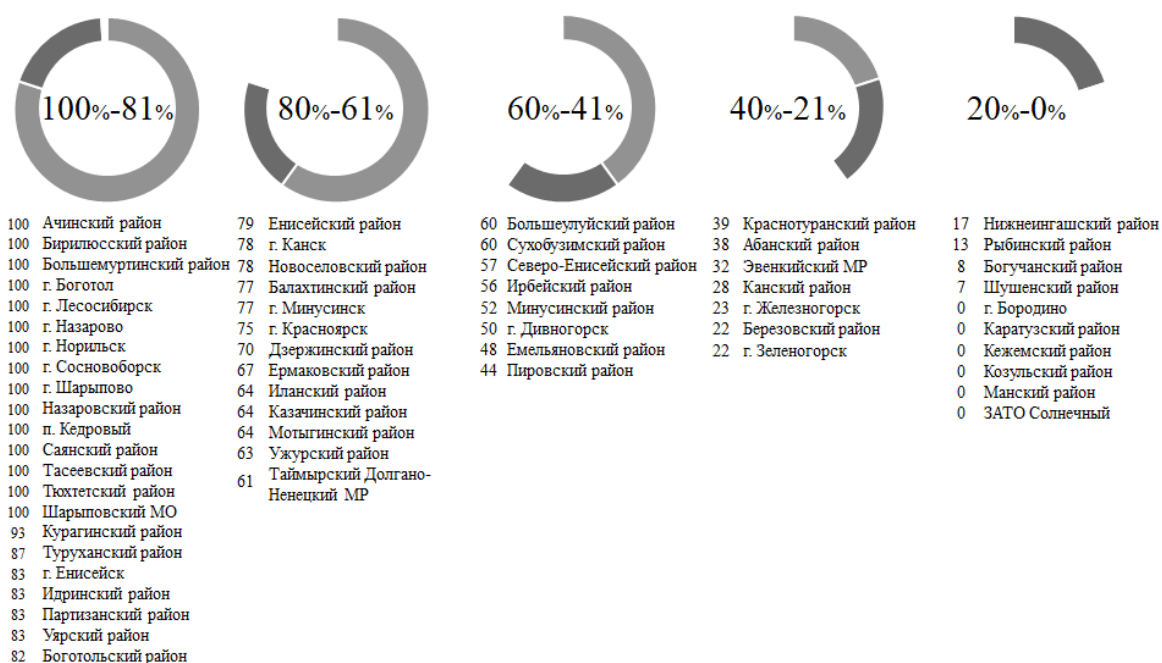 100%-81%
100 Ачинский район
100 Бирилюсский район
100 Большемуртинский район
100 г. Боготол
100 г. Лесосибирск
100 г. Назарово
100 г. Норильск
100 г. Сосновоборск
100 г. Шарыпово
100 Назаровский район
100 п. Кедровый
100 Саянский район
100 Тасеевский район
100 Тюхтетский район
100 Шарыповский МО
93 Курагинский район
87 Туруханский район
83 г. Енисейск
83 Идринский район
83 Партизанский район
83 Уярский район
82 Боготольский район
80%-61%
79 Енисейский район
78 г. Канск
78 Новоселовский район
77 Балахтинский район
77 г. Минусинск
75 г. Красноярск
70 Дзержинский район
67 Ермаковский район
64 Иланский район
64 Казачинский район
64 Мотыгинский район
63 Ужурский район
61 Таймырский Долгано-
Ненецкий МР
60%-41%
60 Большеулуйский район
60 Сухобузимский район
57 Северо-Енисейский район
56 Ирбейский район
52 Минусинский район
50 г. Дивногорск
48 Емельяновский район
44 Пировский район
40%-21%
39 Краснотуранский район
38 Абанский район
32 Эвенкийский МР
28 Канский район
23 г. Железногорск
22 Березовский район
22 г. Зеленогорск
20%-0%
17 Нижнеингашский район
13 Рыбинский район
8 Богучанский район
7 Шушенский район
0 г. Бородино
0 Каратузский район
0 Кежемский район
0 Козульский район
0 Манский район
0 ЗАТО Солнечный